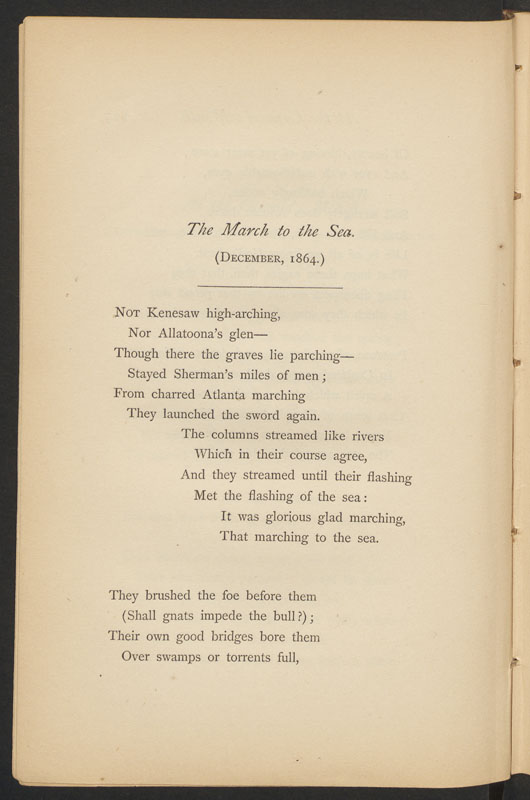 The March to the Sea.
(DECEMBER, 1864.)
NOT Kenesaw high-arching,
Nor Allatoona's glen—
Though there the graves lie parching—
Stayed Sherman's miles of men;
From charred Atlanta marching
They launched the sword again.
The columns streamed like rivers
Which in their course agree,
And they streamed until their flashing
Met the flashing of the sea:
It was glorious glad marching,
That marching to the sea.
They brushed the foe before them
(Shall gnats impede the bull?);
Their own good bridges bore them
Over swamps or torrents full,